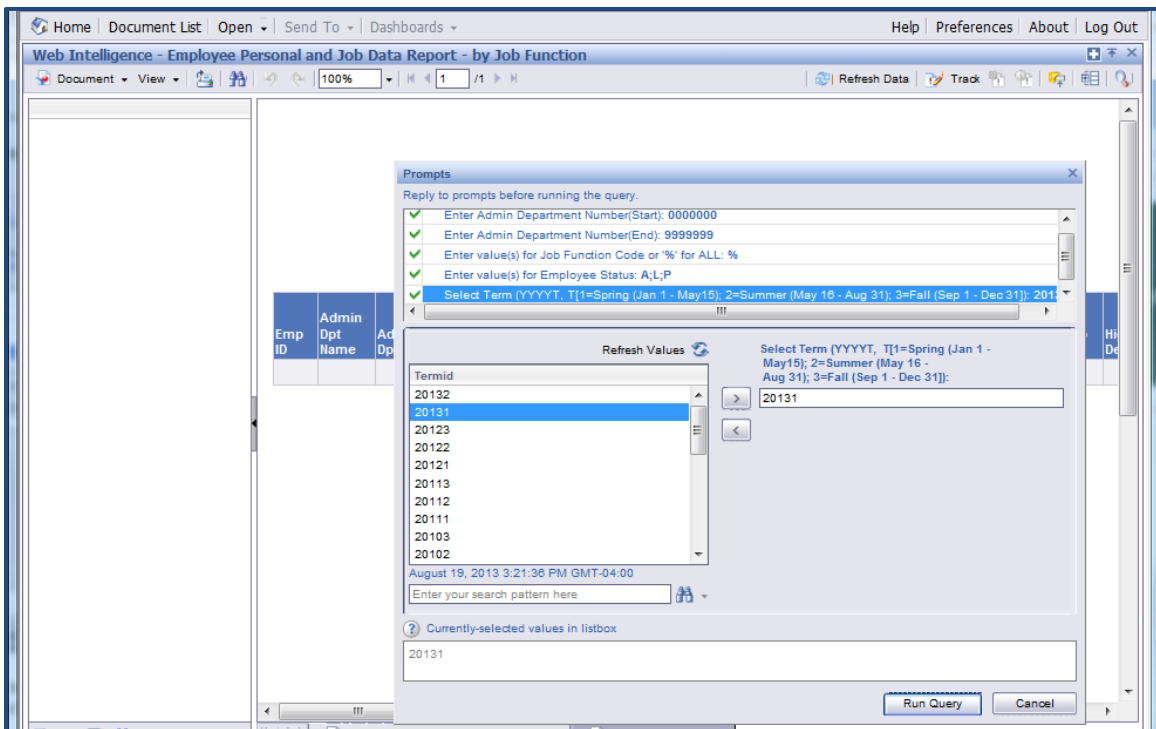 Home Document List Open Send To Dashboards Help Preferences About Log Out
Web Intelligence - Employee Personal and Job Data Report - by Job Function
Document View 100% 1 /1 Refresh Data Track
Prompts
Reply to prompts before running the query.
Enter Admin Department Number(Start): 0000000
Enter Admin Department Number(End): 9999999
Enter value(s) for Job Function Code or '%' for ALL: %
Enter value(s) for Employee Status: A;L;P
Select Term (YYYYT, T[1=Spring (Jan 1 - May15); 2=Summer (May 16 - Aug 31); 3=Fall (Sep 1 - Dec 31]): 201
Emp
ID
Admin
Dpt
Name
Ad
Dp
Hi
De
Refresh Values
Termid
20132
20131
20123
20122
20121
20113
20112
20111
20103
20102
August 19, 2013 3:21:36 PM GMT-04:00
Enter your search pattern here
Select Term (YYYYT, T[1=Spring (Jan 1 -
May15); 2=Summer (May 16 -
Aug 31); 3=Fall (Sep 1 - Dec 31]):
>
20131
<
Currently-selected values in listbox
20131
Run Query Cancel